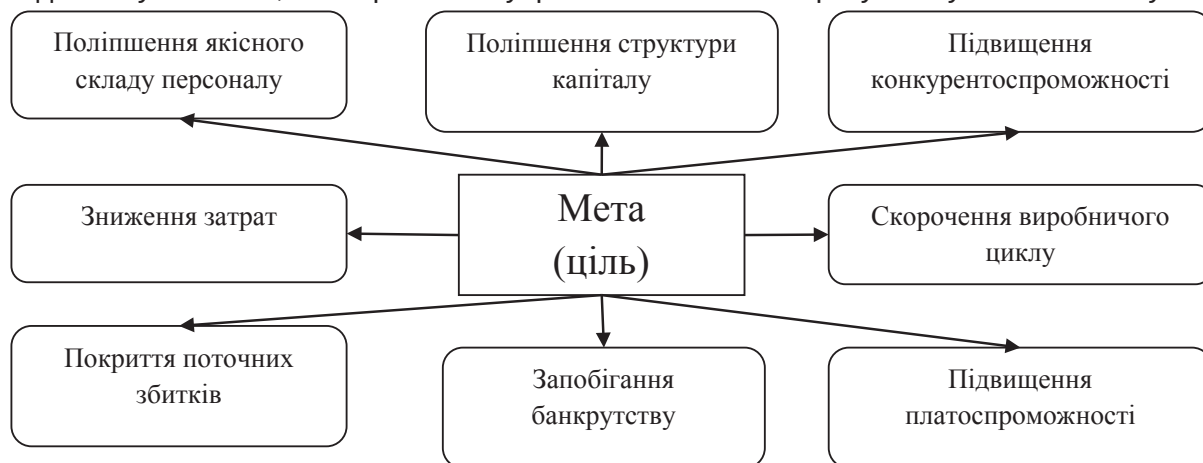 Поліпшення якісного
складу персоналу
Поліпшення структури
капіталу
Підвищення
конкурентоспроможності
Зниження затрат
Мета
(ціль)
Скорочення виробничого
циклу
Покриття поточних
збитків
Запобігання
банкрутству
Підвищення
платоспроможності